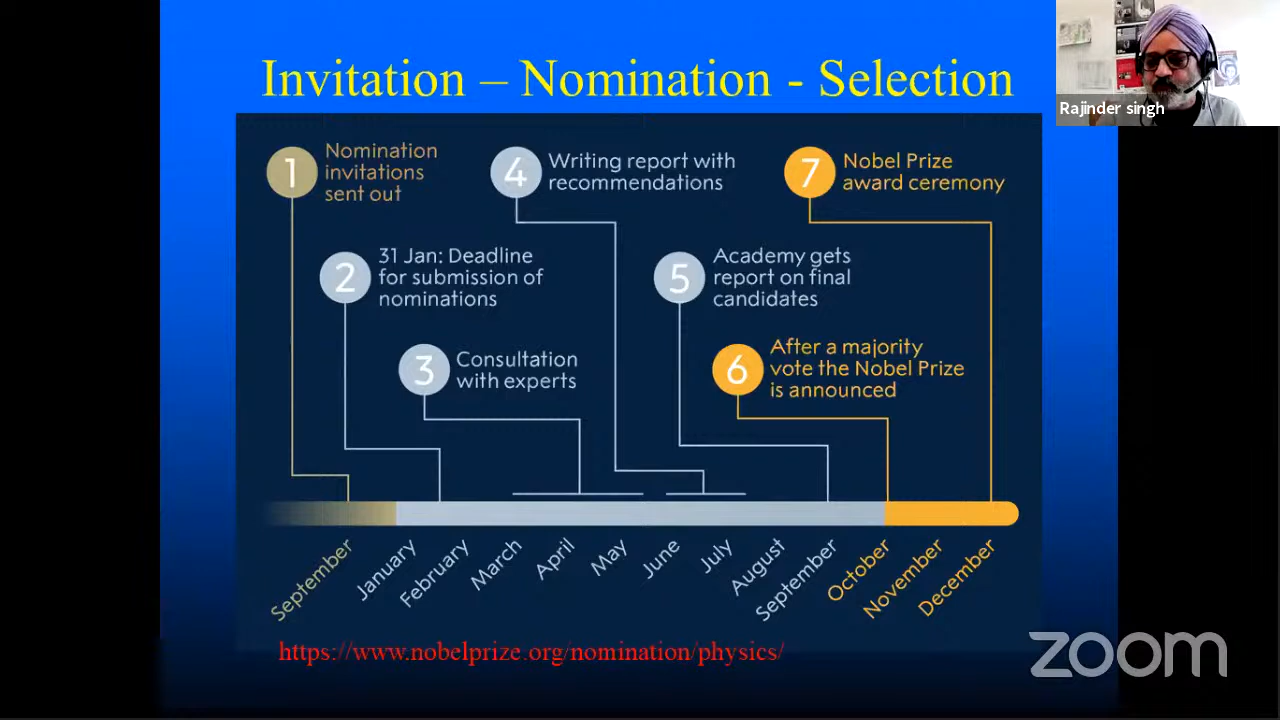 Invitation – Nomination - Selection
Rajinder singh
1
Nomination
invitations
sent out
4
Writing report with
recommendations
7
Nobel Prize
award ceremony
2
31 Jan: Deadline
for submission of
nominations
5
Academy gets
report on final
candidates
3
Consultation
with experts
6
After a majority
vote the Nobel Prize
is announced
September
January
February
March
April
May
June
July
August
September
October
November
December
https://www.nobelprize.org/nomination/physics/
zoom